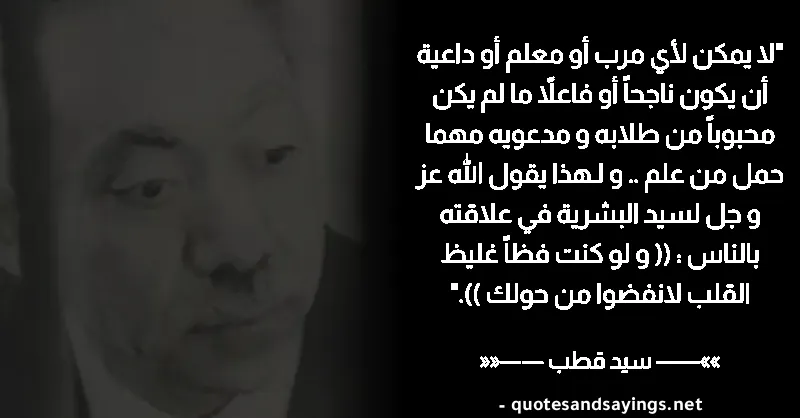 "لا يمكن لأي مرب أو معلم أو داعية
أن يكون ناجحاً أو فاعلًا ما لم يكن
محبوباً من طلابه و مدعويه مهما
حمل من علم .. و لهذا يقول الله عز
و جل لسيد البشرية في علاقته
بالناس : (( و لو كنت فظاً غليظ
القلب لانفضوا من حولك ))."
»»—— سيد قطب ——««
- quotesandsayings.net